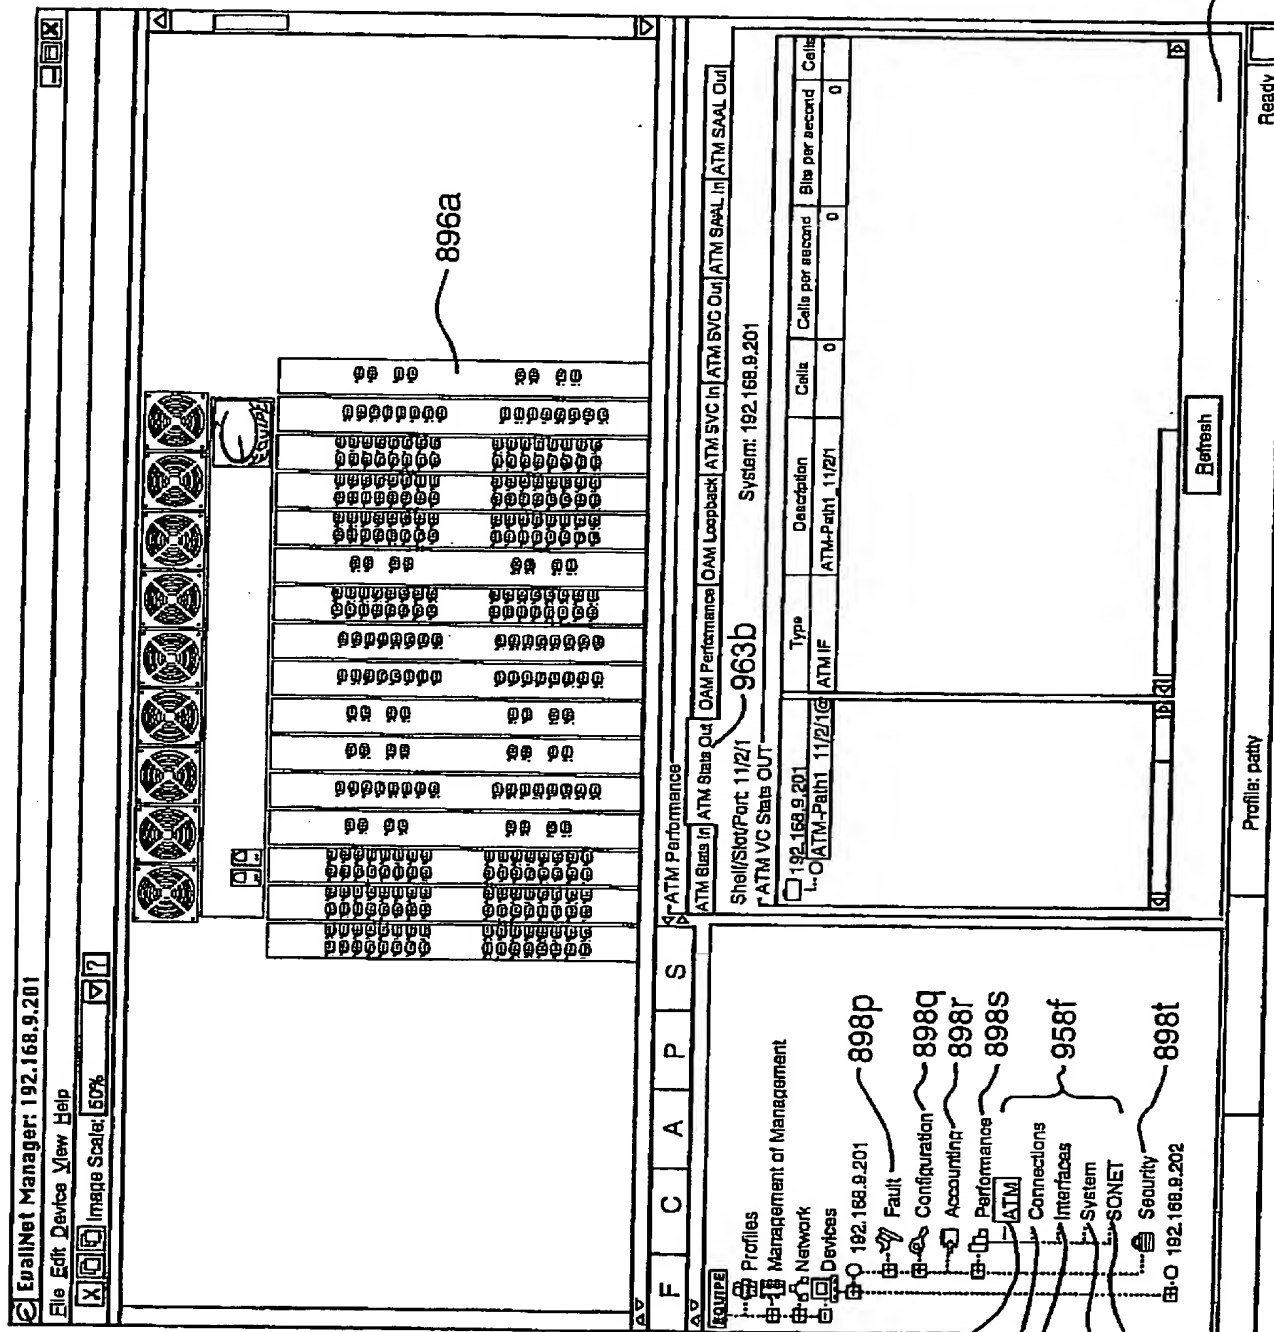 EquliNet Manager: 192.168.9.201
File Edit Device View Help
X Image Scale: 50% ?
896a
F C A P S
EQUIPE
Profiles
Management of Management
Network
Devices
192.168.9.201
Fault
Configuration
Accounting
Performance
ATM
Connections
Interfaces
System
SONET
Security
192.168.9.202
898p
898q
898r
898s
958f
898t
ATM Performance
ATM Stats In ATM Stats Out OAM Performance OAM Loopback ATM SVC In ATM SVC Out ATM SAAL In ATM SAAL Out
963b
Shelf/Slot/Port: 11/2/1 System: 192.168.9.201
ATM VC Stats OUT
192.168.9.201
ATM-Path1 11/2/1@
Type Description Cells Cells per second Bits per second Cells
ATM IF ATM-Path1_11/2/1 0 0 0
Refresh
Profile: patty
Ready